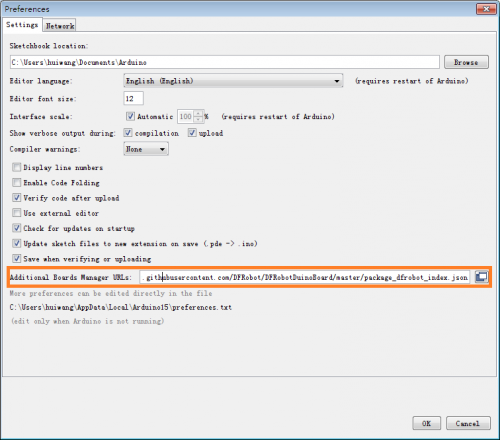 Preferences
Settings Network
Sketchbook location:
C:\Users\huiwang\Documents\Arduino Browse
Editor language: English (English) (requires restart of Arduino)
Editor font size: 12
Interface scale: Automatic 100 % (requires restart of Arduino)
Show verbose output during: compilation upload
Compiler warnings: None
Display line numbers
Enable Code Folding
Verify code after upload
Use external editor
Check for updates on startup
Update sketch files to new extension on save (.pde -> .ino)
Save when verifying or uploading
Additional Boards Manager URLs: .githubusercontent.com/DFRobot/DFRobotDuinoBoard/master/package_dfrobot_index.json
More preferences can be edited directly in the file
C:\Users\huiwang\AppData\Local\Arduino15\preferences.txt
(edit only when Arduino is not running)
OK Cancel